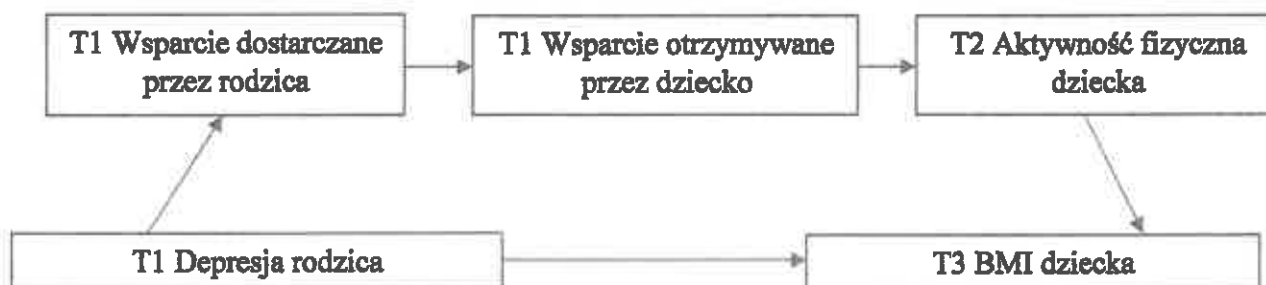 T1 Wsparcie dostarczane
przez rodzica
T1 Wsparcie otrzymywane
przez dziecko
T2 Aktywność fizyczna
dziecka
T1 Depresja rodzica
T3 BMI dziecka